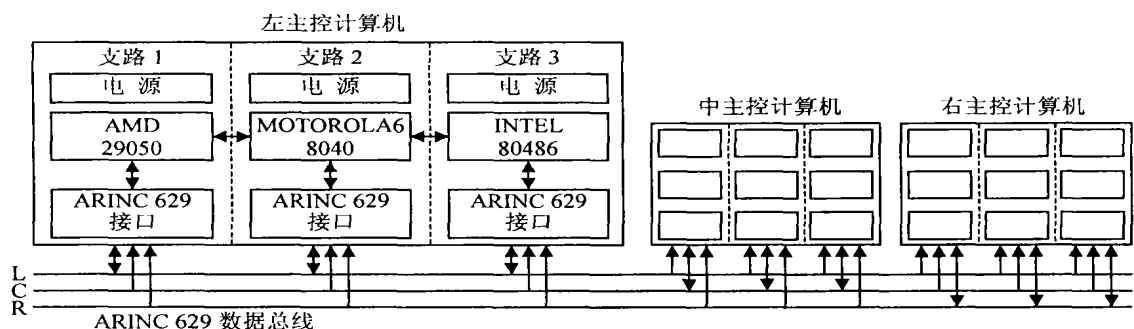 左主控计算机
支路 1
支路 2
支路 3
电 源
电 源
电 源
AMD
29050
MOTOROLA6
8040
INTEL
80486
ARINC 629
接口
ARINC 629
接口
ARINC 629
接口
中主控计算机
右主控计算机
L
C
R
ARINC 629 数据总线